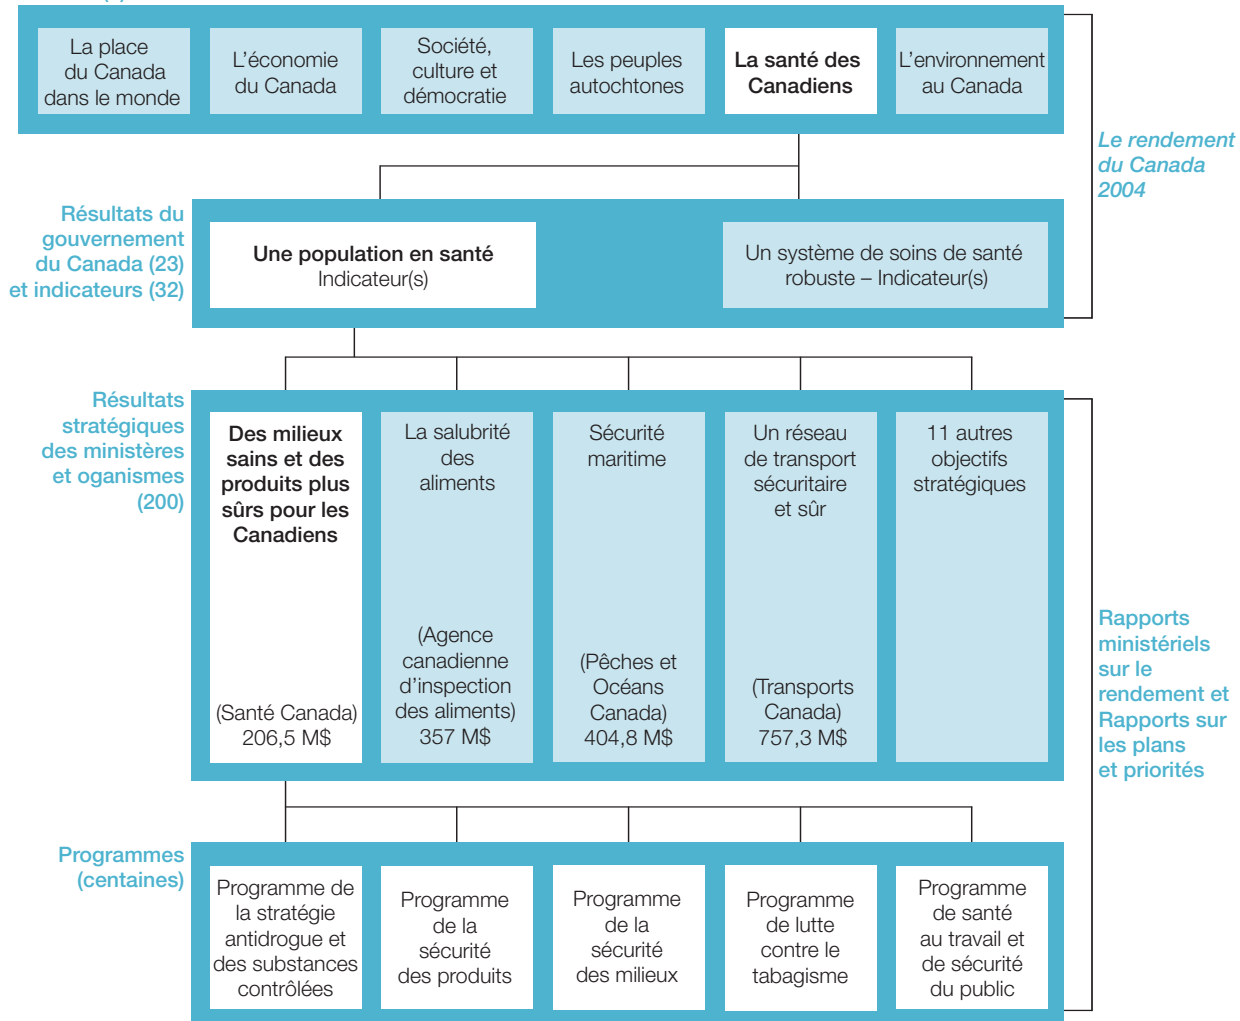 La place
du Canada
dans le monde
L'économie
du Canada
Société,
culture et
démocratie
Les peuples
autochtones
La santé des
Canadiens
L'environnement
au Canada
Le rendement
du Canada
2004
Résultats du
gouvernement
du Canada (23)
et indicateurs (32)
Une population en santé
Indicateur(s)
Un système de soins de santé
robuste – Indicateur(s)
Résultats
stratégiques
des ministères
et oganismes
(200)
Des milieux
sains et des
produits plus
sûrs pour les
Canadiens
(Santé Canada)
206,5 M$
La salubrité
des
aliments
(Agence
canadienne
d'inspection
des aliments)
357 M$
Sécurité
maritime
(Pêches et
Océans
Canada)
404,8 M$
Un réseau
de transport
sécuritaire
et sûr
(Transports
Canada)
757,3 M$
11 autres
objectifs
stratégiques
Rapports
ministériels
sur le
rendement et
Rapports sur
les plans
et priorités
Programmes
(centaines)
Programme de
la stratégie
antidrogue et
des substances
contrôlées
Programme
de la
sécurité
des produits
Programme
de la
sécurité
des milieux
Programme
de lutte
contre le
tabagisme
Programme
de santé
au travail et
de sécurité
du public